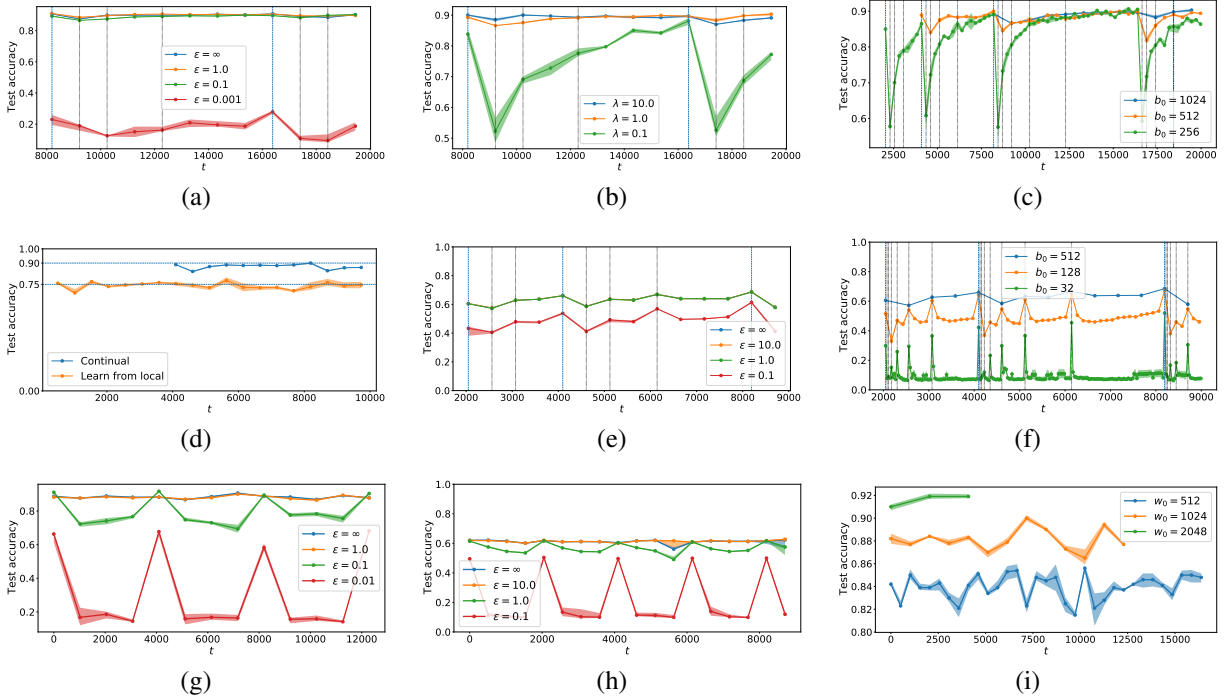 Test accuracy
0.8
0.6
0.4
0.2
ε = ∞
ε = 1.0
ε = 0.1
ε = 0.001
8000 10000 12000 14000 16000 18000 20000
t
(a)
Test accuracy
0.9
0.8
0.7
0.6
0.5
λ = 10.0
λ = 1.0
λ = 0.1
8000 10000 12000 14000 16000 18000 20000
t
(b)
Test accuracy
0.9
0.8
0.7
0.6
b₀ = 1024
b₀ = 512
b₀ = 256
2500 5000 7500 10000 12500 15000 17500 20000
t
(c)
Test accuracy
1.00
0.90
0.75
0.00
Continual
Learn from local
2000 4000 6000 8000 10000
t
(d)
Test accuracy
1.0
0.8
0.6
0.4
0.2
0.0
ε = ∞
ε = 10.0
ε = 1.0
ε = 0.1
2000 3000 4000 5000 6000 7000 8000 9000
t
(e)
Test accuracy
1.0
0.8
0.6
0.4
0.2
0.0
b₀ = 512
b₀ = 128
b₀ = 32
2000 3000 4000 5000 6000 7000 8000 9000
t
(f)
Test accuracy
0.8
0.6
0.4
0.2
ε = ∞
ε = 1.0
ε = 0.1
ε = 0.01
0 2000 4000 6000 8000 10000 12000
t
(g)
Test accuracy
1.0
0.8
0.6
0.4
0.2
0.0
ε = ∞
ε = 10.0
ε = 1.0
ε = 0.1
0 2000 4000 6000 8000
t
(h)
Test accuracy
0.92
0.90
0.88
0.86
0.84
0.82
0.80
w₀ = 512
w₀ = 1024
w₀ = 2048
0 2500 5000 7500 10000 12500 15000
t
(i)